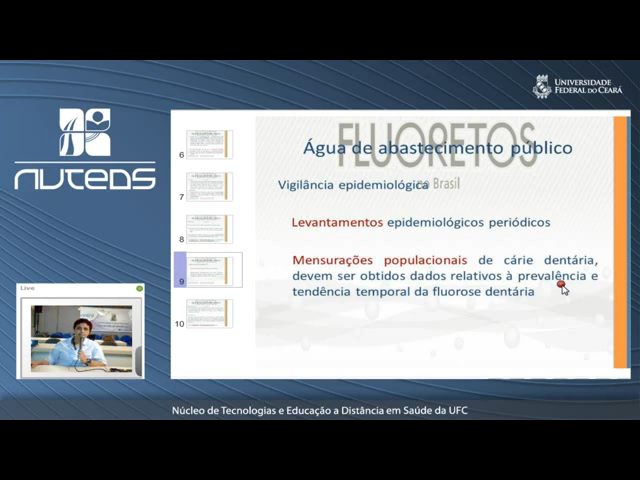 UNIVERSIDADE
FEDERAL DO CEARÁ
NUTEDS
6
7
8
9
10
FLUORETOS
no Brasil
Água de abastecimento público
Vigilância epidemiológica
Levantamentos epidemiológicos periódicos
Mensurações populacionais de cárie dentária,
devem ser obtidos dados relativos à prevalência e
tendência temporal da fluorose dentária
Live
Núcleo de Tecnologias e Educação a Distância em Saúde da UFC